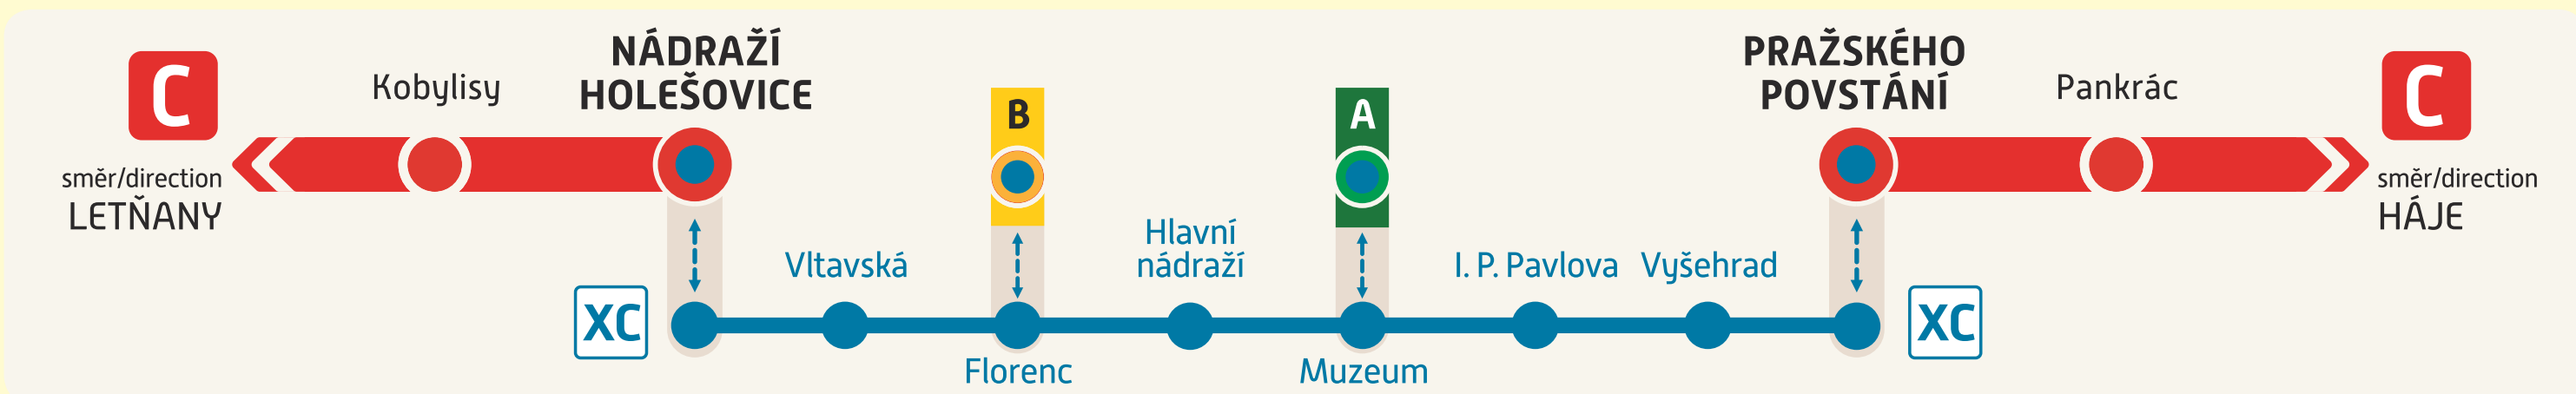 C
směr/direction
LETŇANY
Kobylisy
NÁDRAŽÍ
HOLEŠOVICE
B
A
PRAŽSKÉHO
POVSTÁNÍ
Pankrác
C
směr/direction
HÁJE
XC
Vltavská
Florenc
Hlavní
nádraží
Muzeum
I. P. Pavlova
Vyšehrad
XC